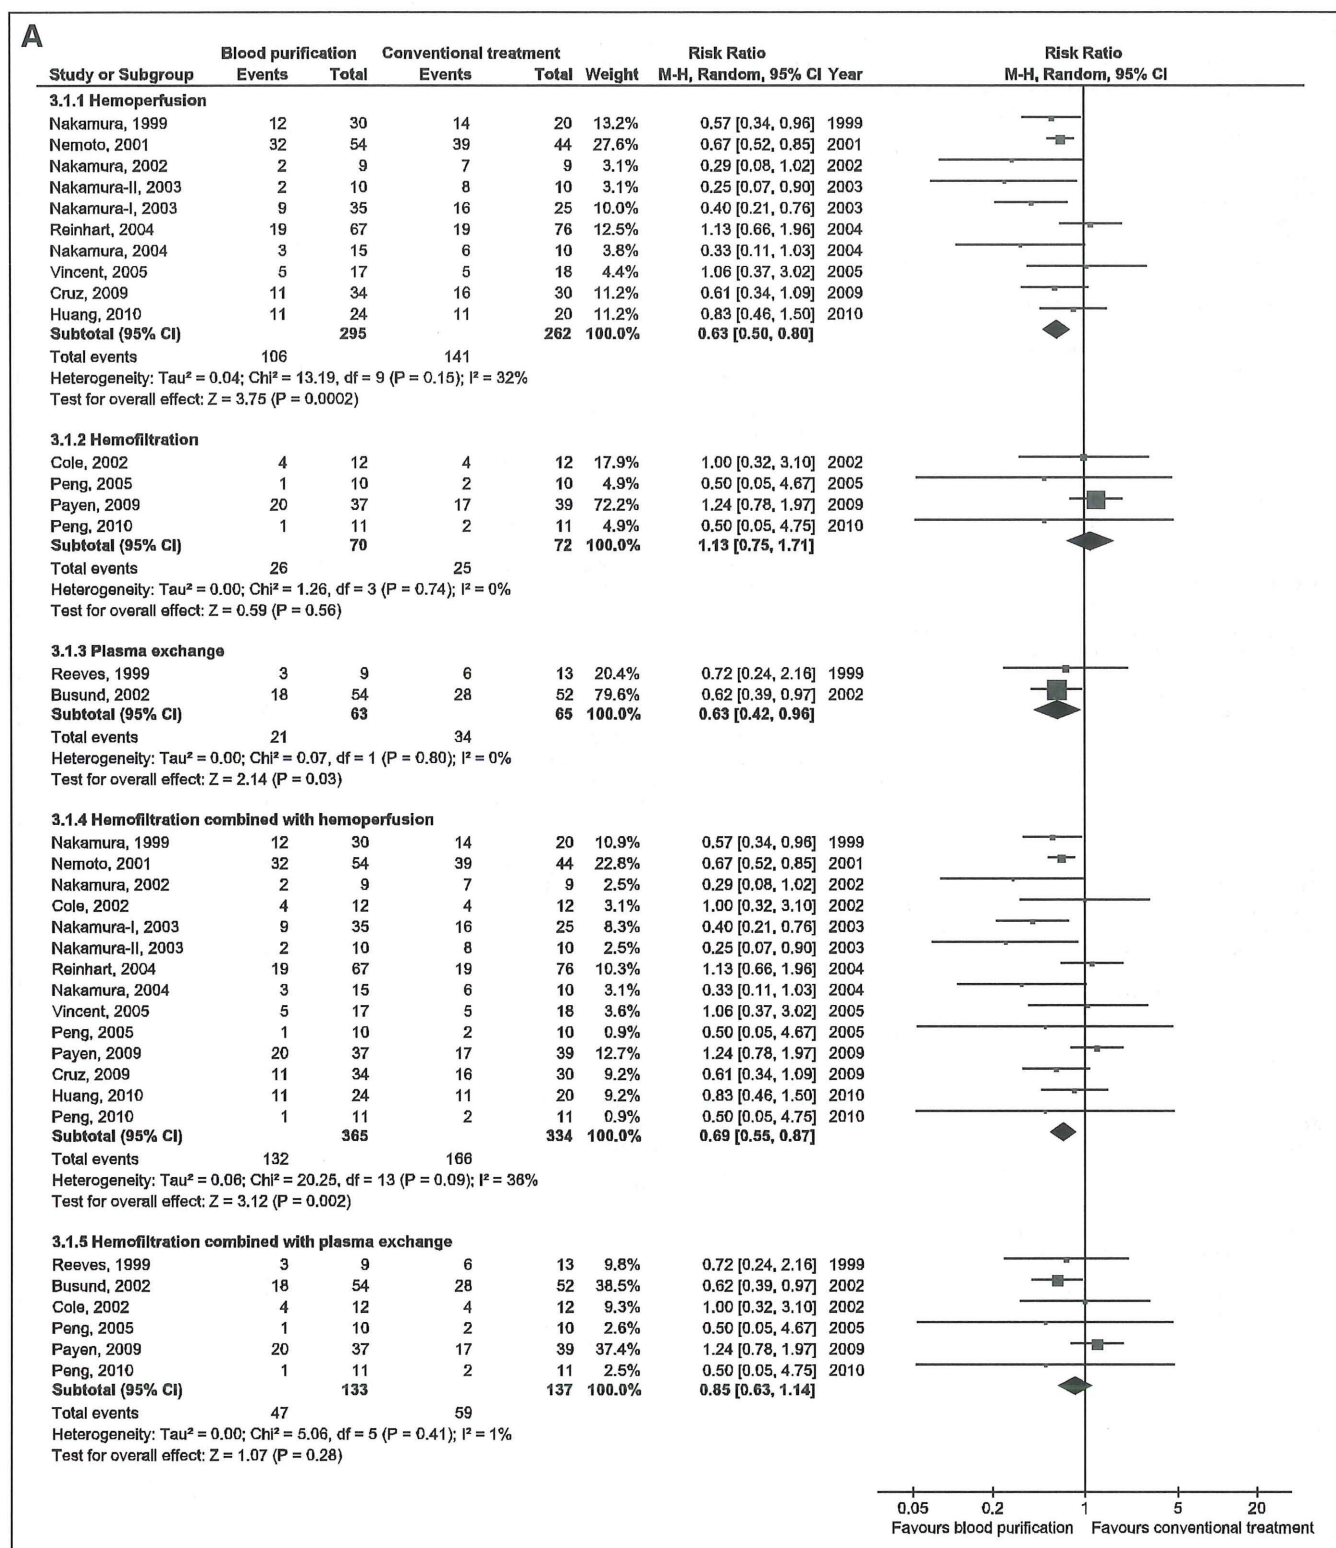 A
Blood purification Conventional treatment Risk Ratio Risk Ratio
Study or Subgroup Events Total Events Total Weight M-H, Random, 95% CI Year M-H, Random, 95% CI
3.1.1 Hemoperfusion
Nakamura, 1999 12 30 14 20 13.2% 0.57 [0.34, 0.96] 1999
Nemoto, 2001 32 54 39 44 27.6% 0.67 [0.52, 0.85] 2001
Nakamura, 2002 2 9 7 9 3.1% 0.29 [0.08, 1.02] 2002
Nakamura-II, 2003 2 10 8 10 3.1% 0.25 [0.07, 0.90] 2003
Nakamura-I, 2003 9 35 16 25 10.0% 0.40 [0.21, 0.76] 2003
Reinhart, 2004 19 67 19 76 12.5% 1.13 [0.66, 1.96] 2004
Nakamura, 2004 3 15 6 10 3.8% 0.33 [0.11, 1.03] 2004
Vincent, 2005 5 17 5 18 4.4% 1.06 [0.37, 3.02] 2005
Cruz, 2009 11 34 16 30 11.2% 0.61 [0.34, 1.09] 2009
Huang, 2010 11 24 11 20 11.2% 0.83 [0.46, 1.50] 2010
Subtotal (95% CI) 295 262 100.0% 0.63 [0.50, 0.80]
Total events 106 141
Heterogeneity: Tau² = 0.04; Chi² = 13.19, df = 9 (P = 0.15); I² = 32%
Test for overall effect: Z = 3.75 (P = 0.0002)
3.1.2 Hemofiltration
Cole, 2002 4 12 4 12 17.9% 1.00 [0.32, 3.10] 2002
Peng, 2005 1 10 2 10 4.9% 0.50 [0.05, 4.67] 2005
Payen, 2009 20 37 17 39 72.2% 1.24 [0.78, 1.97] 2009
Peng, 2010 1 11 2 11 4.9% 0.50 [0.05, 4.75] 2010
Subtotal (95% CI) 70 72 100.0% 1.13 [0.75, 1.71]
Total events 26 25
Heterogeneity: Tau² = 0.00; Chi² = 1.26, df = 3 (P = 0.74); I² = 0%
Test for overall effect: Z = 0.59 (P = 0.56)
3.1.3 Plasma exchange
Reeves, 1999 3 9 6 13 20.4% 0.72 [0.24, 2.16] 1999
Busund, 2002 18 54 28 52 79.6% 0.62 [0.39, 0.97] 2002
Subtotal (95% CI) 63 65 100.0% 0.63 [0.42, 0.96]
Total events 21 34
Heterogeneity: Tau² = 0.00; Chi² = 0.07, df = 1 (P = 0.80); I² = 0%
Test for overall effect: Z = 2.14 (P = 0.03)
3.1.4 Hemofiltration combined with hemoperfusion
Nakamura, 1999 12 30 14 20 10.9% 0.57 [0.34, 0.96] 1999
Nemoto, 2001 32 54 39 44 22.8% 0.67 [0.52, 0.85] 2001
Nakamura, 2002 2 9 7 9 2.5% 0.29 [0.08, 1.02] 2002
Cole, 2002 4 12 4 12 3.1% 1.00 [0.32, 3.10] 2002
Nakamura-I, 2003 9 35 16 25 8.3% 0.40 [0.21, 0.76] 2003
Nakamura-II, 2003 2 10 8 10 2.5% 0.25 [0.07, 0.90] 2003
Reinhart, 2004 19 67 19 76 10.3% 1.13 [0.66, 1.96] 2004
Nakamura, 2004 3 15 6 10 3.1% 0.33 [0.11, 1.03] 2004
Vincent, 2005 5 17 5 18 3.6% 1.06 [0.37, 3.02] 2005
Peng, 2005 1 10 2 10 0.9% 0.50 [0.05, 4.67] 2005
Payen, 2009 20 37 17 39 12.7% 1.24 [0.78, 1.97] 2009
Cruz, 2009 11 34 16 30 9.2% 0.61 [0.34, 1.09] 2009
Huang, 2010 11 24 11 20 9.2% 0.83 [0.46, 1.50] 2010
Peng, 2010 1 11 2 11 0.9% 0.50 [0.05, 4.75] 2010
Subtotal (95% CI) 365 334 100.0% 0.69 [0.55, 0.87]
Total events 132 166
Heterogeneity: Tau² = 0.06; Chi² = 20.25, df = 13 (P = 0.09); I² = 36%
Test for overall effect: Z = 3.12 (P = 0.002)
3.1.5 Hemofiltration combined with plasma exchange
Reeves, 1999 3 9 6 13 9.8% 0.72 [0.24, 2.16] 1999
Busund, 2002 18 54 28 52 38.5% 0.62 [0.39, 0.97] 2002
Cole, 2002 4 12 4 12 9.3% 1.00 [0.32, 3.10] 2002
Peng, 2005 1 10 2 10 2.6% 0.50 [0.05, 4.67] 2005
Payen, 2009 20 37 17 39 37.4% 1.24 [0.78, 1.97] 2009
Peng, 2010 1 11 2 11 2.5% 0.50 [0.05, 4.75] 2010
Subtotal (95% CI) 133 137 100.0% 0.85 [0.63, 1.14]
Total events 47 59
Heterogeneity: Tau² = 0.00; Chi² = 5.06, df = 5 (P = 0.41); I² = 1%
Test for overall effect: Z = 1.07 (P = 0.28)
0.05 0.2 1 5 20
Favours blood purification Favours conventional treatment